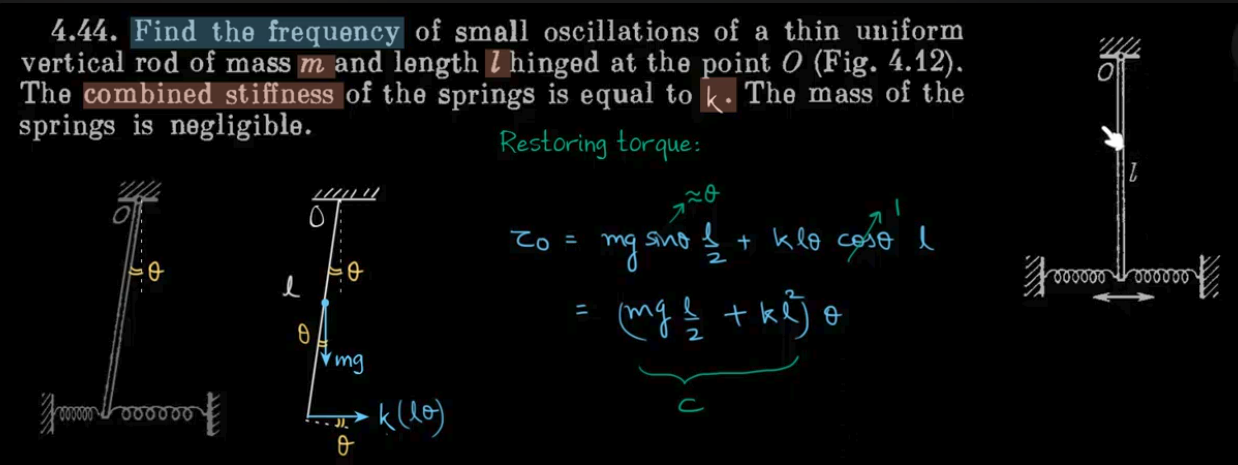 4.44. Find the frequency of small oscillations of a thin uniform
vertical rod of mass m and length l hinged at the point O (Fig. 4.12).
The combined stiffness of the springs is equal to k. The mass of the
springs is negligible.
Restoring torque:
O
l
O
θ
O
θ
l
θ
mg
k(lθ)
θ
≈θ
1
τo = mg sinθ l/2 + klθ cosθ l
= (mg l/2 + kl²) θ
C